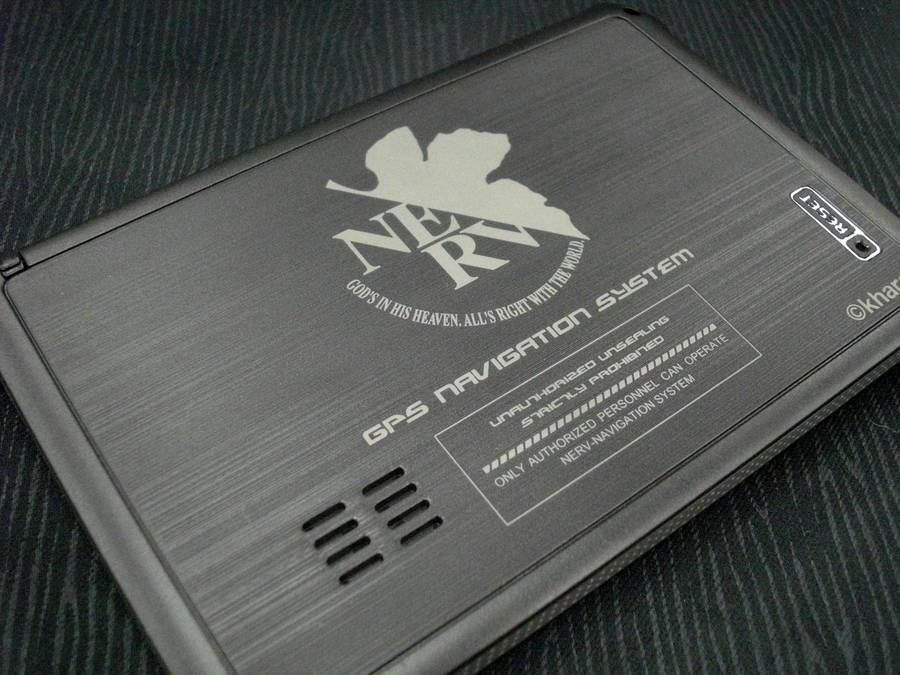 NERV
GOD'S IN HIS HEAVEN. ALL'S RIGHT WITH THE WORLD.
GPS NAVIGATION SYSTEM
UNAUTHORIZED UNSEALING
STRICTLY PROHIBITED
ONLY AUTHORIZED PERSONNEL CAN OPERATE
NERV-NAVIGATION SYSTEM
RESET